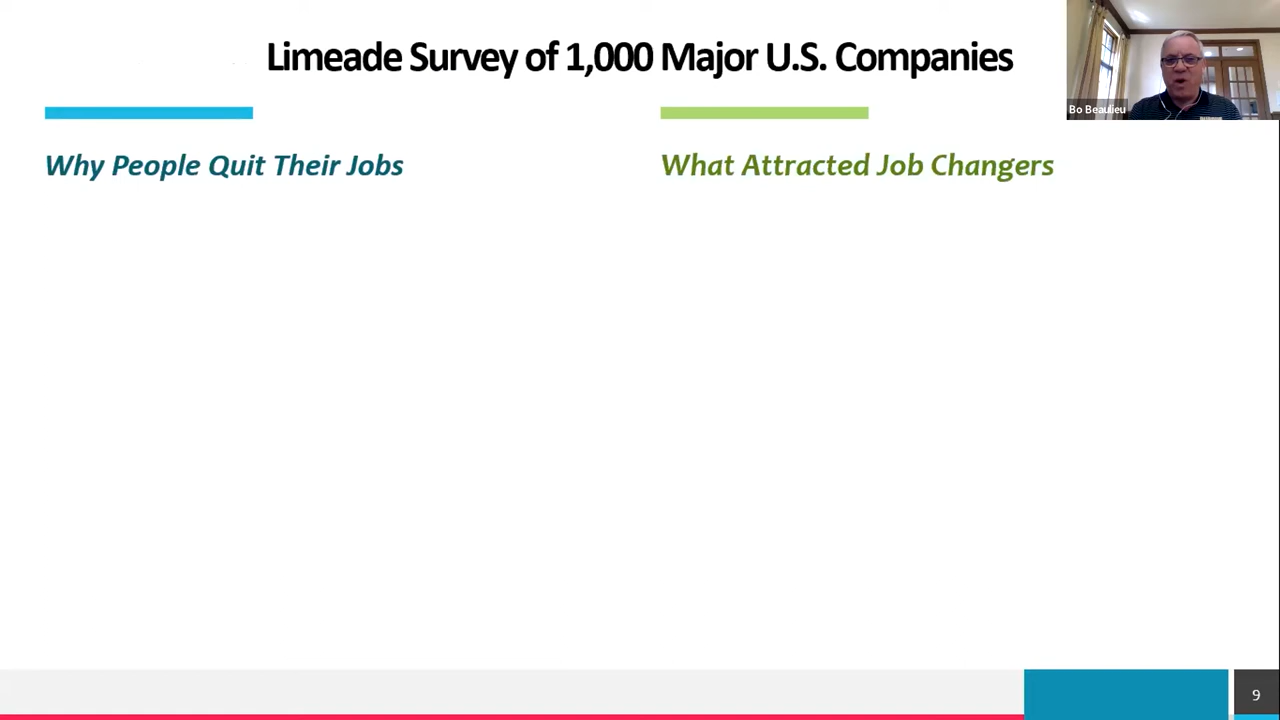 Limeade Survey of 1,000 Major U.S. Companies
Bo Beaulieu
Why People Quit Their Jobs
What Attracted Job Changers
9